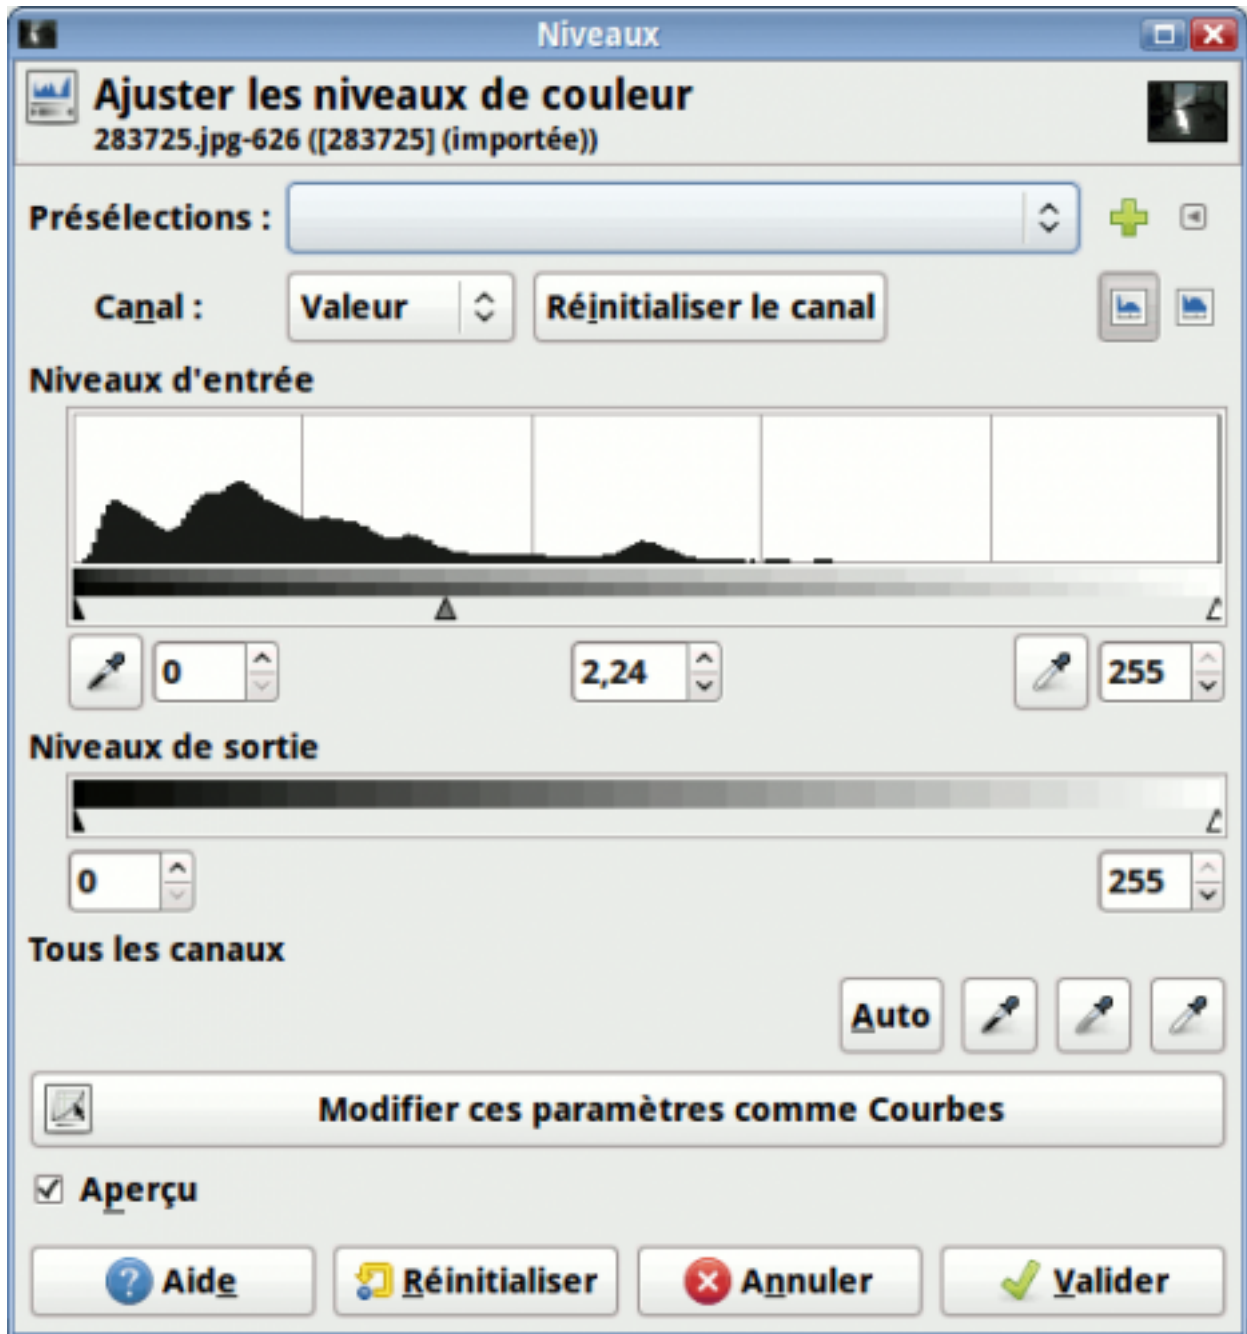 Niveaux
Ajuster les niveaux de couleur
283725.jpg-626 ([283725] (importée))
Présélections :
Canal : Valeur Réinitialiser le canal
Niveaux d'entrée
0 2,24 255
Niveaux de sortie
0 255
Tous les canaux
Auto
Modifier ces paramètres comme Courbes
Aperçu
Aide Réinitialiser Annuler Valider